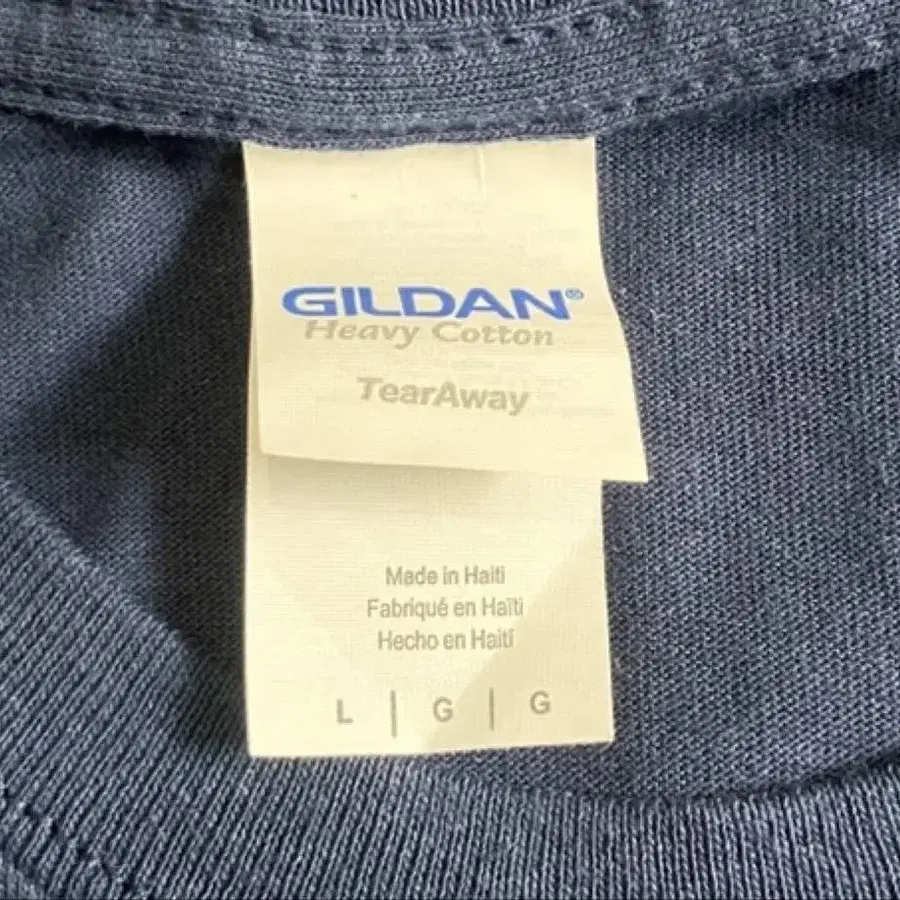 GILDAN®
Heavy Cotton
TearAway
Made in Haiti
Fabriqué en Haïti
Hecho en Haití
L | G | G